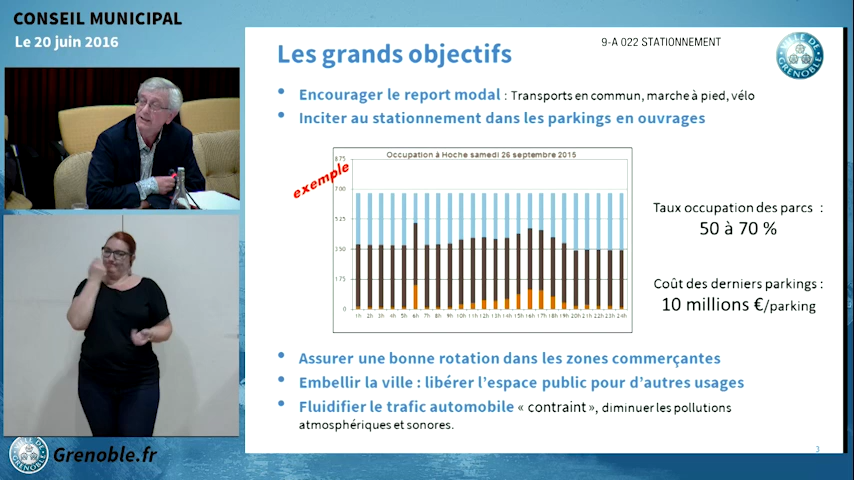 CONSEIL MUNICIPAL
Le 20 juin 2016
9-A 022 STATIONNEMENT
VILLE DE GRENOBLE
Les grands objectifs
• Encourager le report modal : Transports en commun, marche à pied, vélo
• Inciter au stationnement dans les parkings en ouvrages
exemple
Occupation à Hoche samedi 26 septembre 2015
875
700
525
350
175
0
1h 2h 3h 4h 5h 6h 7h 8h 9h 10h 11h 12h 13h 14h 15h 16h 17h 18h 19h 20h 21h 22h 23h 24h
Taux occupation des parcs :
50 à 70 %
Coût des derniers parkings :
10 millions €/parking
• Assurer une bonne rotation dans les zones commerçantes
• Embellir la ville : libérer l'espace public pour d'autres usages
• Fluidifier le trafic automobile « contraint », diminuer les pollutions
atmosphériques et sonores.
3
Grenoble.fr